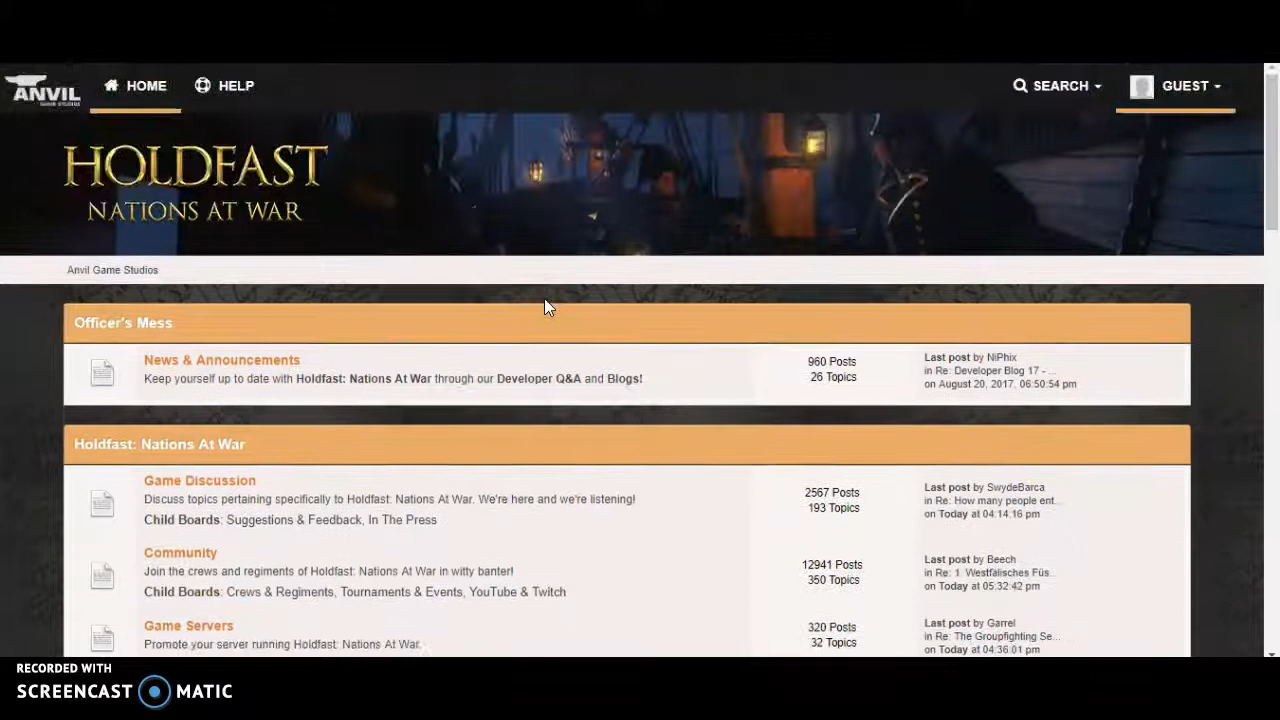 ANVIL
GAME STUDIOS
HOME
HELP
SEARCH
GUEST
HOLDFAST
NATIONS AT WAR
Anvil Game Studios
Officer's Mess
News & Announcements
Keep yourself up to date with Holdfast: Nations At War through our Developer Q&A and Blogs!
960 Posts
26 Topics
Last post by NiPhix
in Re: Developer Blog 17 - ...
on August 20, 2017, 06:50:54 pm
Holdfast: Nations At War
Game Discussion
Discuss topics pertaining specifically to Holdfast: Nations At War. We're here and we're listening!
Child Boards: Suggestions & Feedback, In The Press
2567 Posts
193 Topics
Last post by SwydeBarca
in Re: How many people ent...
on Today at 04:14:16 pm
Community
Join the crews and regiments of Holdfast: Nations At War in witty banter!
Child Boards: Crews & Regiments, Tournaments & Events, YouTube & Twitch
12941 Posts
350 Topics
Last post by Beech
in Re: 1. Westfälisches Füs...
on Today at 05:32:42 pm
Game Servers
Promote your server running Holdfast: Nations At War.
320 Posts
32 Topics
Last post by Garrel
in Re: The Groupfighting Se...
on Today at 04:36:01 pm
RECORDED WITH
SCREENCAST MATIC